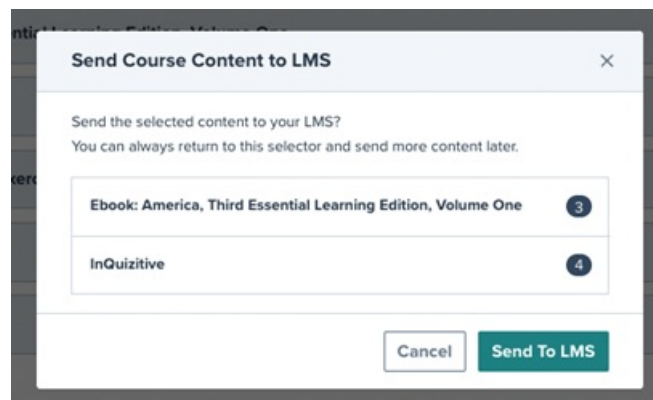 Send Course Content to LMS
Send the selected content to your LMS?
You can always return to this selector and send more content later.
Ebook: America, Third Essential Learning Edition, Volume One 3
InQuizitive 4
Cancel Send To LMS